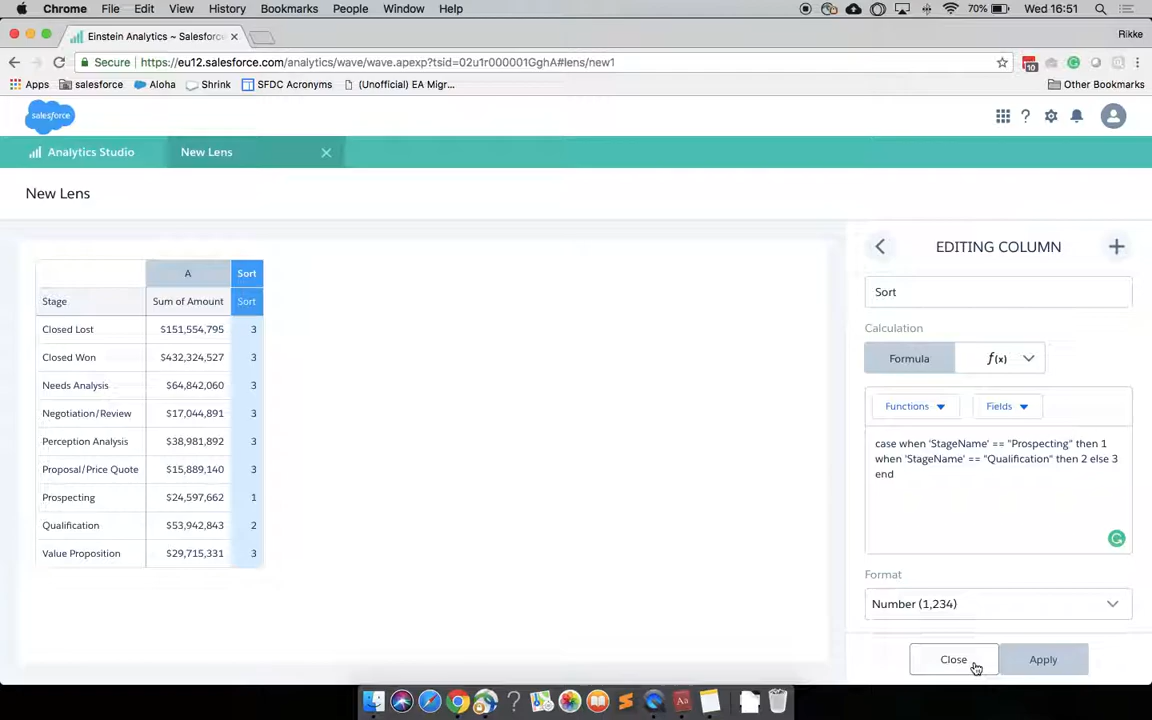 Chrome File Edit View History Bookmarks People Window Help 70% Wed 16:51
Einstein Analytics ~ Salesforce Rikke
Secure https://eu12.salesforce.com/analytics/wave/wave.apexp?tsid=02u1r000001GghA#lens/new1 10
Apps salesforce Aloha Shrink SFDC Acronyms (Unofficial) EA Migr... Other Bookmarks
salesforce ?
Analytics Studio New Lens
New Lens
EDITING COLUMN
A Sort
Stage Sum of Amount Sort
Closed Lost $151,554,795 3
Closed Won $432,324,527 3
Needs Analysis $64,842,060 3
Negotiation/Review $17,044,891 3
Perception Analysis $38,981,892 3
Proposal/Price Quote $15,889,140 3
Prospecting $24,597,662 1
Qualification $53,942,843 2
Value Proposition $29,715,331 3
Sort
Calculation
Formula f(x)
Functions Fields
case when 'StageName' == "Prospecting" then 1
when 'StageName' == "Qualification" then 2 else 3
end
Format
Number (1,234)
Close Apply